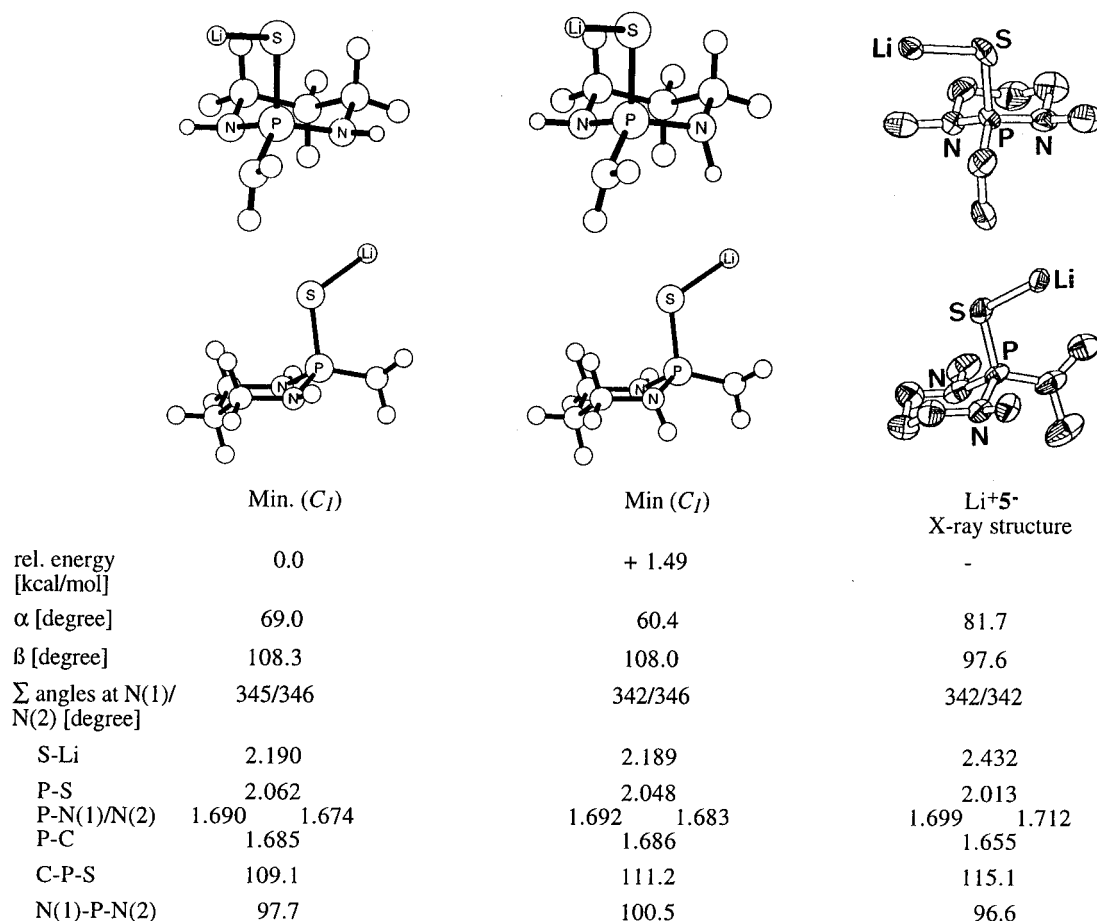 Li S
N P N
Li S
N P N
Li S
N P N
Li
S
P
N
N
Li
S
P
N
N
Li
S
P
N
N
Min. (C1) Min (C1) Li+5-
X-ray structure
rel. energy 0.0 + 1.49 -
[kcal/mol]
α [degree] 69.0 60.4 81.7
ß [degree] 108.3 108.0 97.6
Σ angles at N(1)/ 345/346 342/346 342/342
N(2) [degree]
S-Li 2.190 2.189 2.432
P-S 2.062 2.048 2.013
P-N(1)/N(2) 1.690 1.674 1.692 1.683 1.699 1.712
P-C 1.685 1.686 1.655
C-P-S 109.1 111.2 115.1
N(1)-P-N(2) 97.7 100.5 96.6